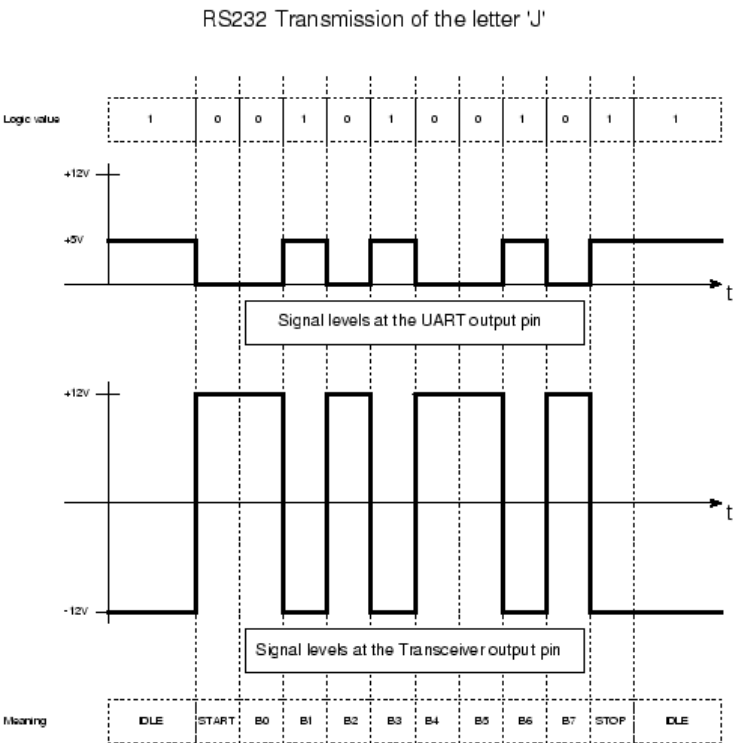 RS232 Transmission of the letter 'J'
Logic value 1 0 0 1 0 1 0 0 1 0 1 1
+12V
+5V
t
Signal levels at the UART output pin
+12V
t
-12V
Signal levels at the Transceiver output pin
Meaning IDLE START B0 B1 B2 B3 B4 B5 B6 B7 STOP IDLE